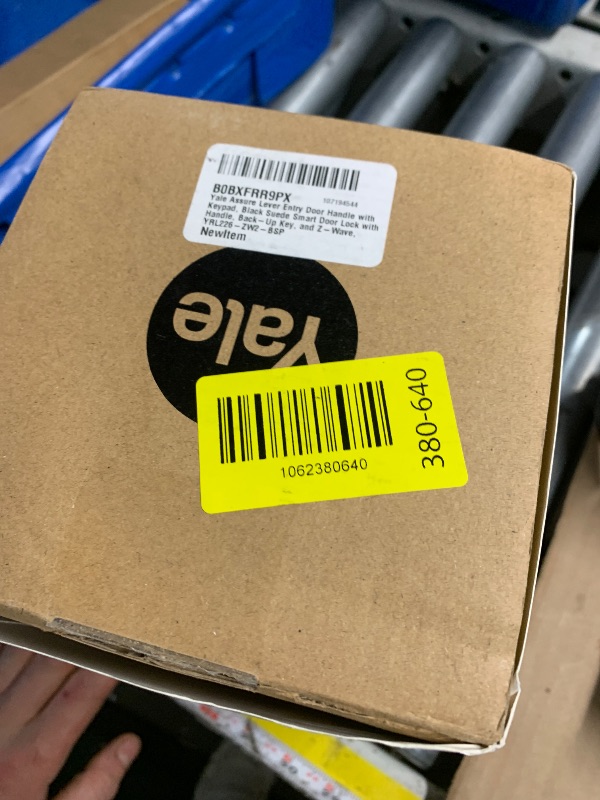 B0BXFRR9PX 107194544
Yale Assure Lever Entry Door Handle with
Keypad, Black Suede Smart Door Lock with
Handle, Back-Up Key, and Z-Wave,
YRL226-ZW2-BSP
NewItem
Yale
1062380640
380-640